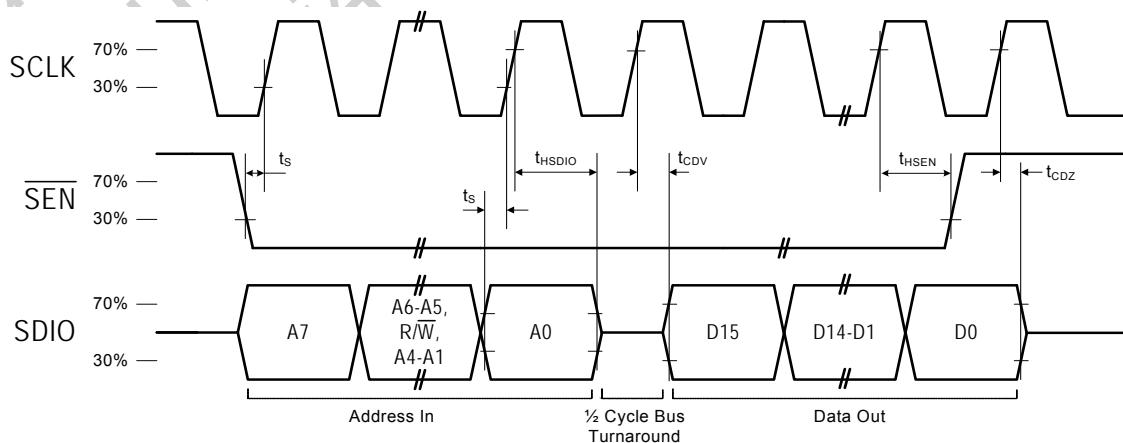 SCLK
70%
30%
SEN
70%
30%
tS
tS
tHSDIO
tCDV
tHSEN
tCDZ
SDIO
70%
30%
A7
A6-A5,
R/W,
A4-A1
A0
D15
D14-D1
D0
Address In
½ Cycle Bus
Turnaround
Data Out